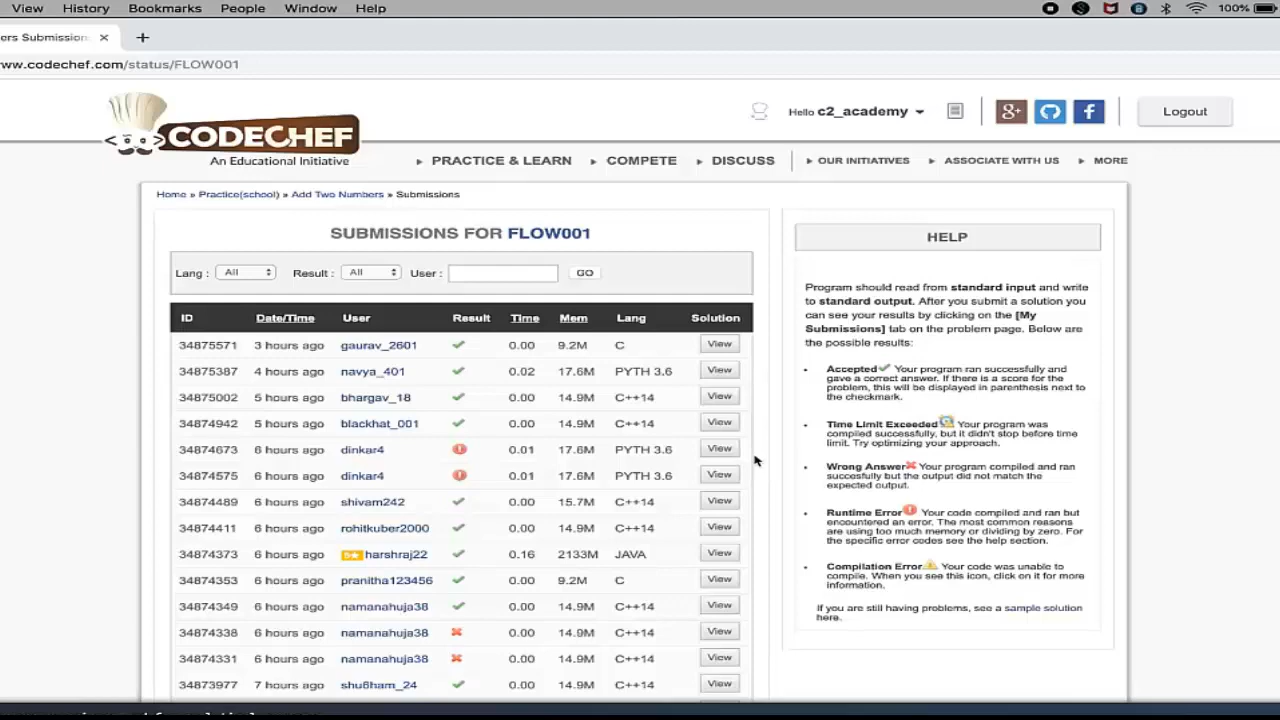 View History Bookmarks People Window Help 100%
ers Submission × +
ww.codechef.com/status/FLOW001
Hello c2_academy g+ f Logout
CODECHEF
An Educational Initiative
PRACTICE & LEARN COMPETE DISCUSS OUR INITIATIVES ASSOCIATE WITH US MORE
Home » Practice(school) » Add Two Numbers » Submissions
SUBMISSIONS FOR FLOW001
Lang : All Result : All User : GO
ID Date/Time User Result Time Mem Lang Solution
34875571 3 hours ago gaurav_2601 0.00 9.2M C View
34875387 4 hours ago navya_401 0.02 17.6M PYTH 3.6 View
34875002 5 hours ago bhargav_18 0.00 14.9M C++14 View
34874942 5 hours ago blackhat_001 0.00 14.9M C++14 View
34874673 6 hours ago dinkar4 0.01 17.6M PYTH 3.6 View
34874575 6 hours ago dinkar4 0.01 17.6M PYTH 3.6 View
34874489 6 hours ago shivam242 0.00 15.7M C++14 View
34874411 6 hours ago rohitkuber2000 0.00 14.9M C++14 View
34874373 6 hours ago 5★ harshraj22 0.16 2133M JAVA View
34874353 6 hours ago pranitha123456 0.00 9.2M C View
34874349 6 hours ago namanahuja38 0.00 14.9M C++14 View
34874338 6 hours ago namanahuja38 0.00 14.9M C++14 View
34874331 6 hours ago namanahuja38 0.00 14.9M C++14 View
34873977 7 hours ago shu8ham_24 0.00 14.9M C++14 View
HELP
Program should read from standard input and write
to standard output. After you submit a solution you
can see your results by clicking on the [My
Submissions] tab on the problem page. Below are
the possible results:
Accepted Your program ran successfully and
gave a correct answer. If there is a score for the
problem, this will be displayed in parenthesis next to
the checkmark.
Time Limit Exceeded Your program was
compiled successfully, but it didn't stop before time
limit. Try optimizing your approach.
Wrong Answer Your program compiled and ran
succesfully but the output did not match the
expected output.
Runtime Error Your code compiled and ran but
encountered an error. The most common reasons
are using too much memory or dividing by zero. For
the specific error codes see the help section.
Compilation Error Your code was unable to
compile. When you see this icon, click on it for more
information.
If you are still having problems, see a sample solution
here.